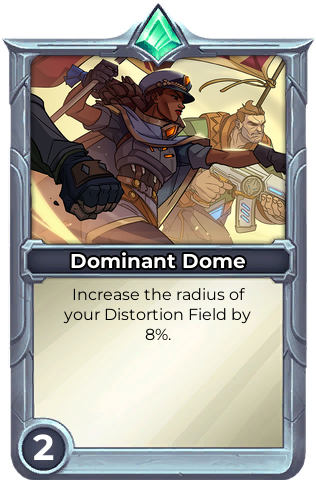 Dominant Dome
Increase the radius of
your Distortion Field by
8%.
2